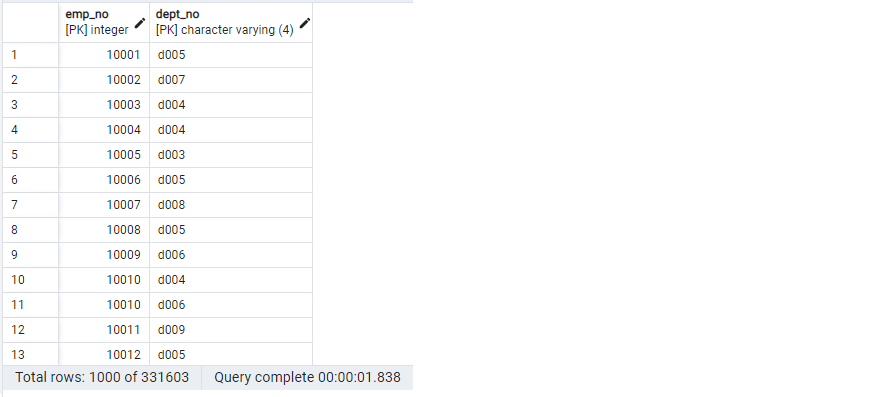 emp_no dept_no
[PK] integer [PK] character varying (4)
1 10001 d005
2 10002 d007
3 10003 d004
4 10004 d004
5 10005 d003
6 10006 d005
7 10007 d008
8 10008 d005
9 10009 d006
10 10010 d004
11 10010 d006
12 10011 d009
13 10012 d005
Total rows: 1000 of 331603 Query complete 00:00:01.838